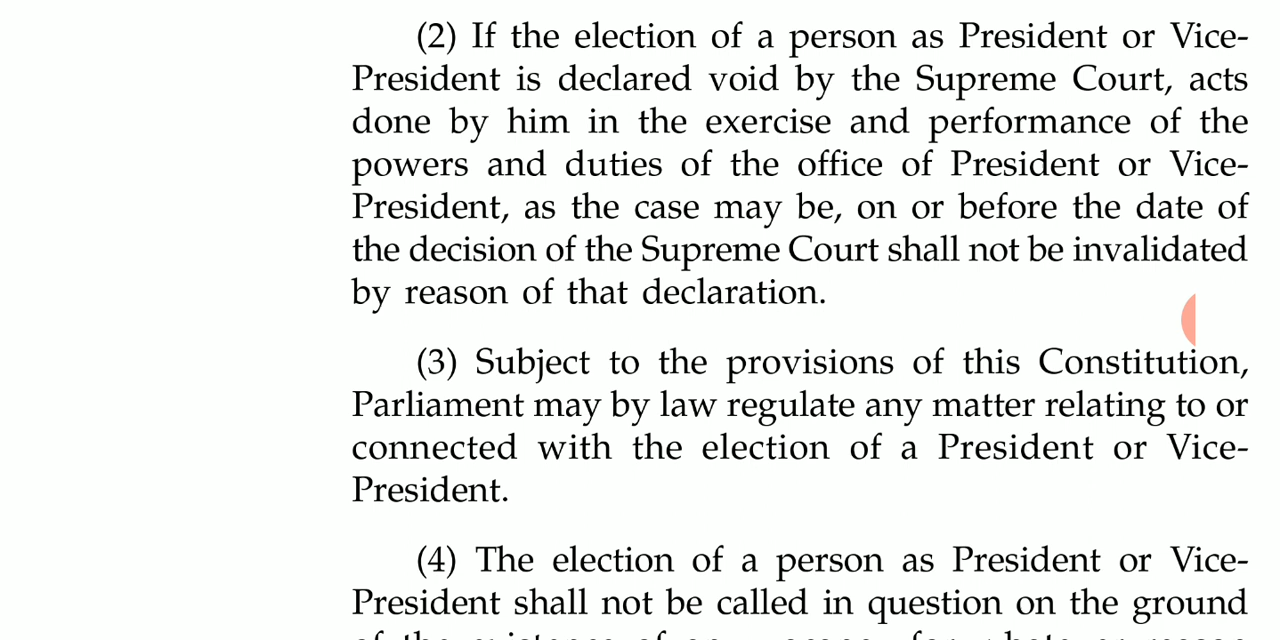 (2) If the election of a person as President or Vice-
President is declared void by the Supreme Court, acts
done by him in the exercise and performance of the
powers and duties of the office of President or Vice-
President, as the case may be, on or before the date of
the decision of the Supreme Court shall not be invalidated
by reason of that declaration.
(3) Subject to the provisions of this Constitution,
Parliament may by law regulate any matter relating to or
connected with the election of a President or Vice-
President.
(4) The election of a person as President or Vice-
President shall not be called in question on the ground